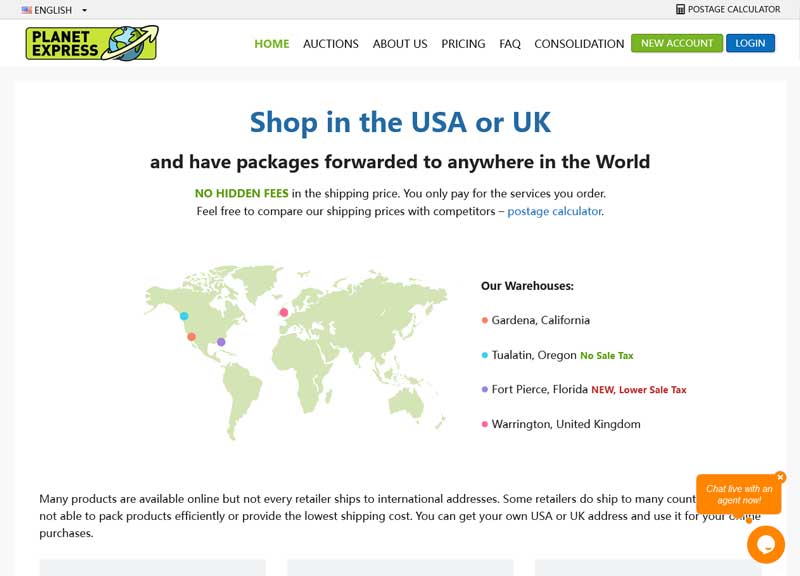 ENGLISH
POSTAGE CALCULATOR
PLANET
EXPRESS
HOME AUCTIONS ABOUT US PRICING FAQ CONSOLIDATION NEW ACCOUNT LOGIN
Shop in the USA or UK
and have packages forwarded to anywhere in the World
NO HIDDEN FEES in the shipping price. You only pay for the services you order.
Feel free to compare our shipping prices with competitors – postage calculator.
Our Warehouses:
Gardena, California
Tualatin, Oregon No Sale Tax
Fort Pierce, Florida NEW, Lower Sale Tax
Warrington, United Kingdom
Many products are available online but not every retailer ships to international addresses. Some retailers do ship to many
not able to pack products efficiently or provide the lowest shipping cost. You can get your own USA or UK address and use it for your
purchases.
Chat live with an
agent now!